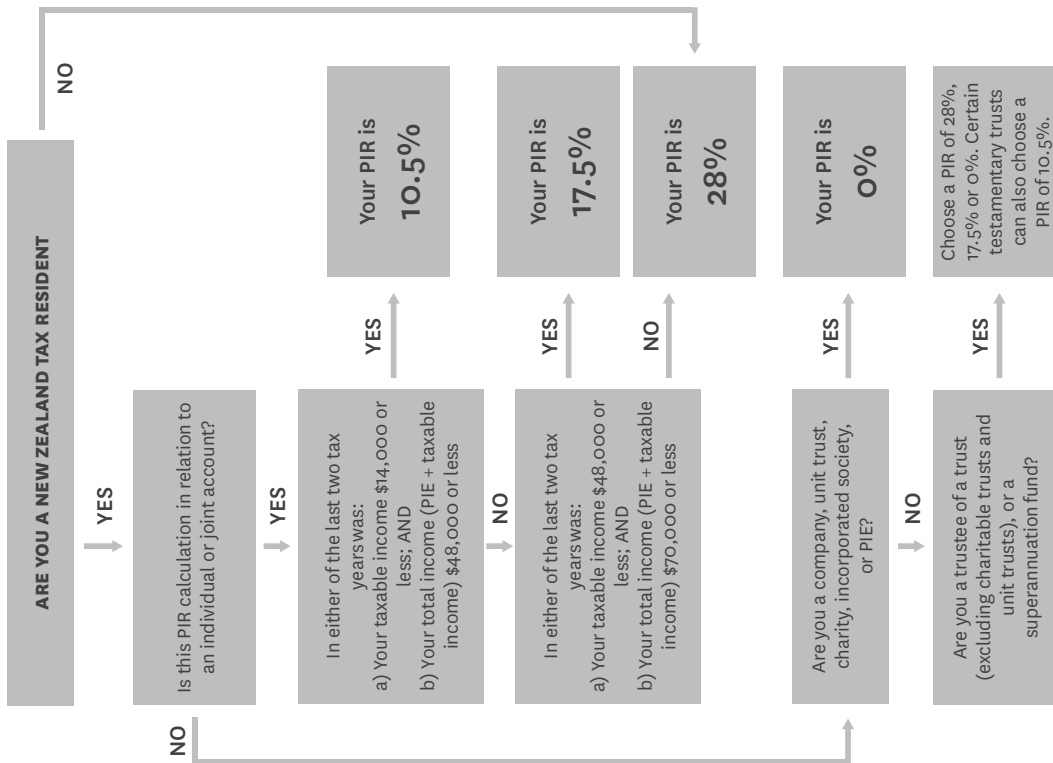 ARE YOU A NEW ZEALAND TAX RESIDENT
NO
YES
Is this PIR calculation in relation to
an individual or joint account?
NO
YES
In either of the last two tax
yearswas:
a) Your taxable income $14,000 or
less; AND
b) Your total income (PIE + taxable
income) $48,000 or less
YES
Your PIR is
10.5%
NO
In either of the last two tax
years:
a) Your taxable income $48,000 or
less; AND
b) Your total income (PIE + taxable
income) $70,000 or less
YES
Your PIR is
17.5%
NO
Your PIR is
28%
Are you a company, unit trust,
charity, incorporated society,
or PIE?
YES
Your PIR is
0%
NO
Are you a trustee of a trust
(excluding charitable trusts and
unit trusts), or a
superannuation fund?
YES
Choose a PIR of 28%,
17.5% or 0%. Certain
testamentary trusts
can also choose a
PIR of 10.5%.